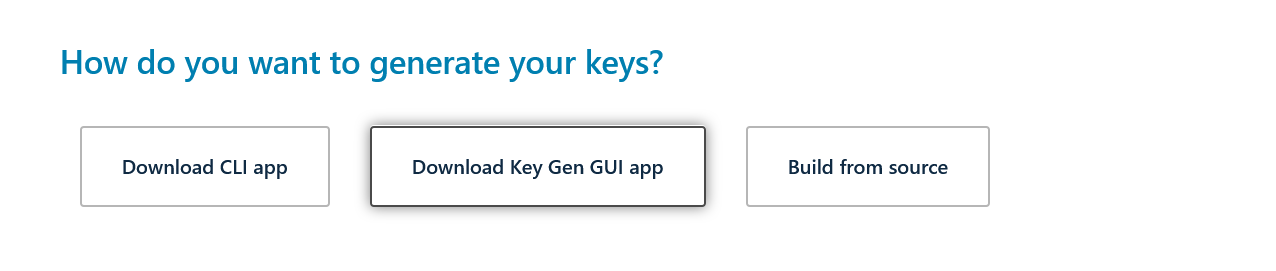 How do you want to generate your keys?
Download CLI app
Download Key Gen GUI app
Build from source